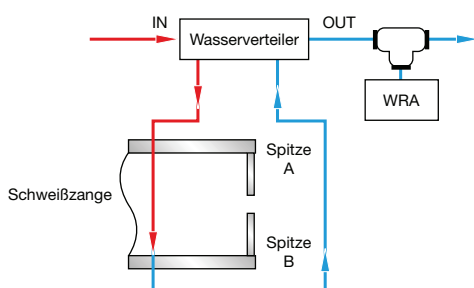 IN
OUT
Wasserverteiler
WRA
Spitze
A
Schweißzange
Spitze
B